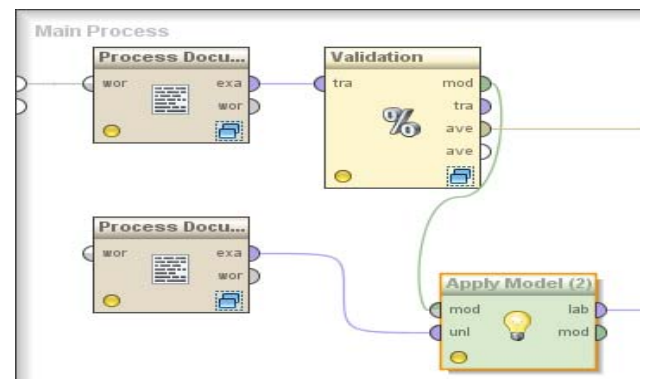 Main Process
Process Docu...
wor exa
wor
Validation
tra mod
tra
%
ave
ave
Process Docu...
wor exa
wor
Apply Model (2)
mod lab
unl mod